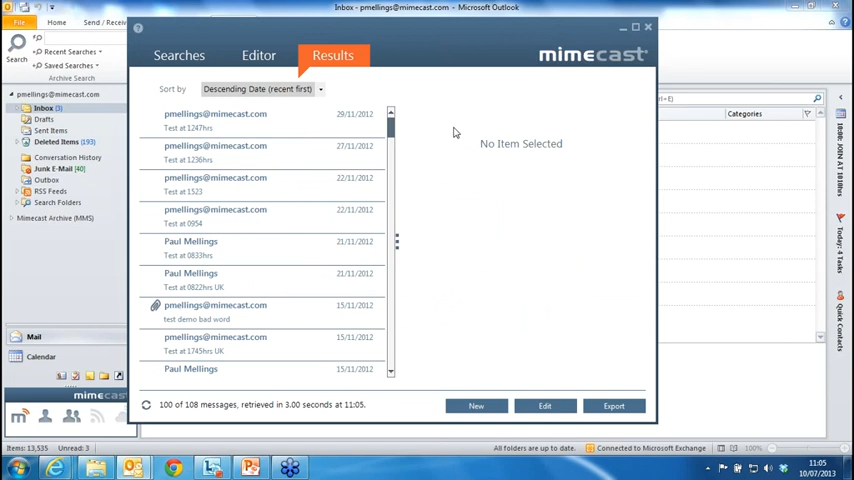 Inbox - pmellings@mimecast.com - Microsoft Outlook
File
Home
Send / Receive
Search
Recent Searches
Saved Searches
Archive Search
pmellings@mimecast.com
Inbox (3)
Drafts
Sent Items
Deleted Items (193)
Conversation History
Junk E-Mail [40]
Outbox
RSS Feeds
Search Folders
Mimecast Archive (MMS)
Mail
Calendar
mimecast
Searches
Editor
Results
mimecast
Sort by
Descending Date (recent first)
pmellings@mimecast.com 29/11/2012
Test at 1247hrs
pmellings@mimecast.com 27/11/2012
Test at 1236hrs
pmellings@mimecast.com 22/11/2012
Test at 1523
pmellings@mimecast.com 22/11/2012
Test at 0954
Paul Mellings 21/11/2012
Test at 0833hrs
Paul Mellings 21/11/2012
Test at 0822hrs UK
pmellings@mimecast.com 15/11/2012
test demo bad word
pmellings@mimecast.com 15/11/2012
Test at 1745hrs UK
Paul Mellings 15/11/2012
No Item Selected
100 of 108 messages, retrieved in 3.00 seconds at 11:05.
New
Edit
Export
Categories
Today: 4 Tasks
Quick Contacts
Items: 13,535 Unread: 3
All folders are up to date.
Connected to Microsoft Exchange
100%
11:05
10/07/2013